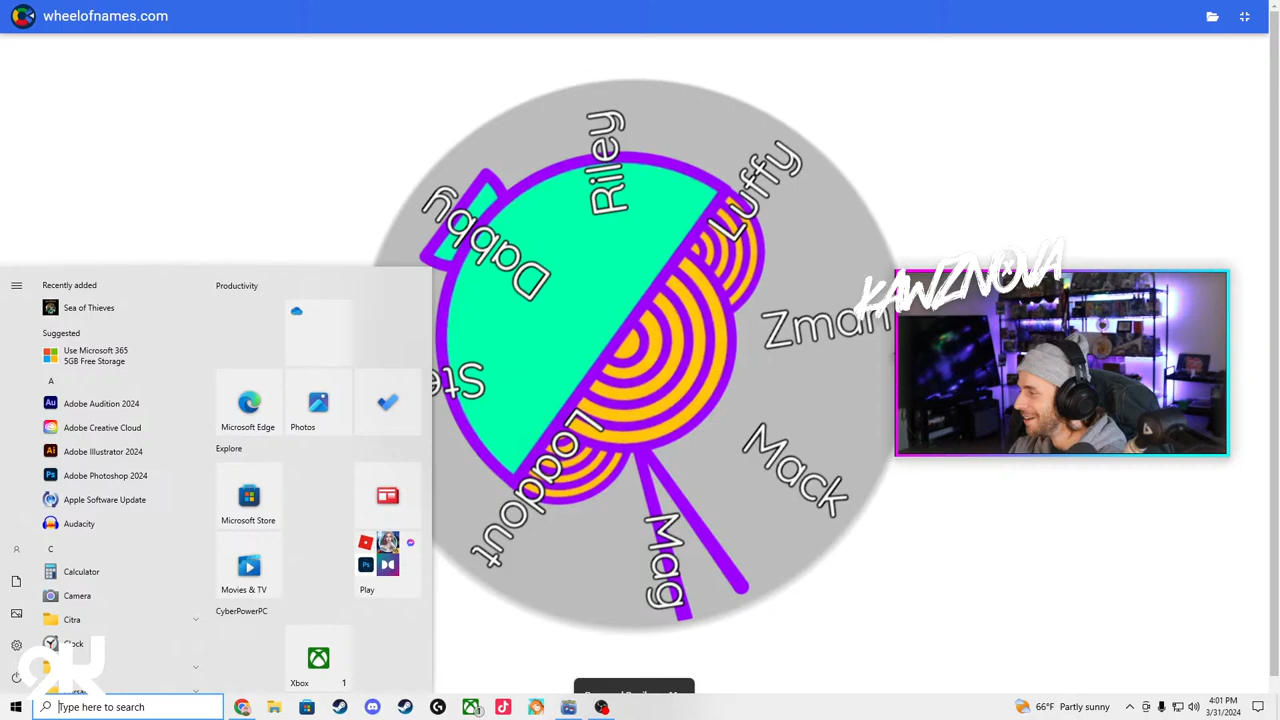 wheelofnames.com
Riley
Luffy
Dabby
Zman
Ste
Mack
Loddout
Mag
KAWZNOVA
Recently added
Sea of Thieves
Suggested
Use Microsoft 365
5GB Free Storage
A
Adobe Audition 2024
Adobe Creative Cloud
Adobe Illustrator 2024
Adobe Photoshop 2024
Apple Software Update
Audacity
C
Calculator
Camera
Citra
Clock
Productivity
Microsoft Edge
Photos
Explore
Microsoft Store
Movies & TV
Play
CyberPowerPC
Xbox
1
Type here to search
66°F Partly sunny
4:01 PM
3/31/2024